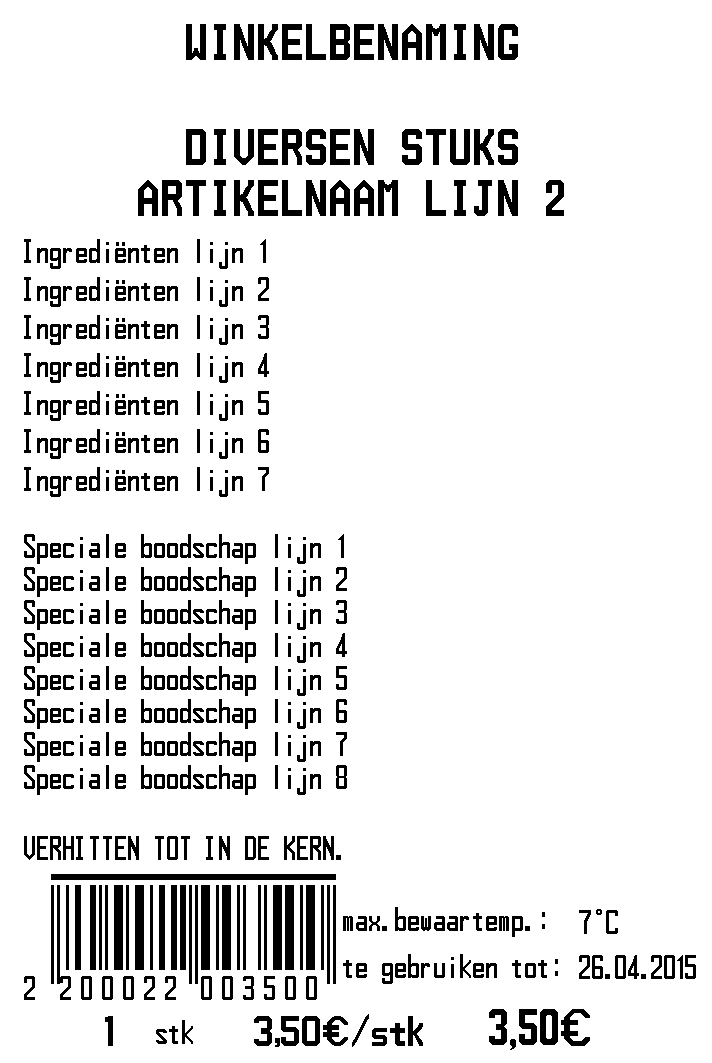 WINKELBENAMING
DIVERSEN STUKS
ARTIKELNAAM LIJN 2
Ingrediënten lijn 1
Ingrediënten lijn 2
Ingrediënten lijn 3
Ingrediënten lijn 4
Ingrediënten lijn 5
Ingrediënten lijn 6
Ingrediënten lijn 7
Speciale boodschap lijn 1
Speciale boodschap lijn 2
Speciale boodschap lijn 3
Speciale boodschap lijn 4
Speciale boodschap lijn 5
Speciale boodschap lijn 6
Speciale boodschap lijn 7
Speciale boodschap lijn 8
VERHITTEN TOT IN DE KERN.
max.bewaartemp.: 7°C
te gebruiken tot: 26.04.2015
2 200022 003500
1 stk 3,50€/stk 3,50€